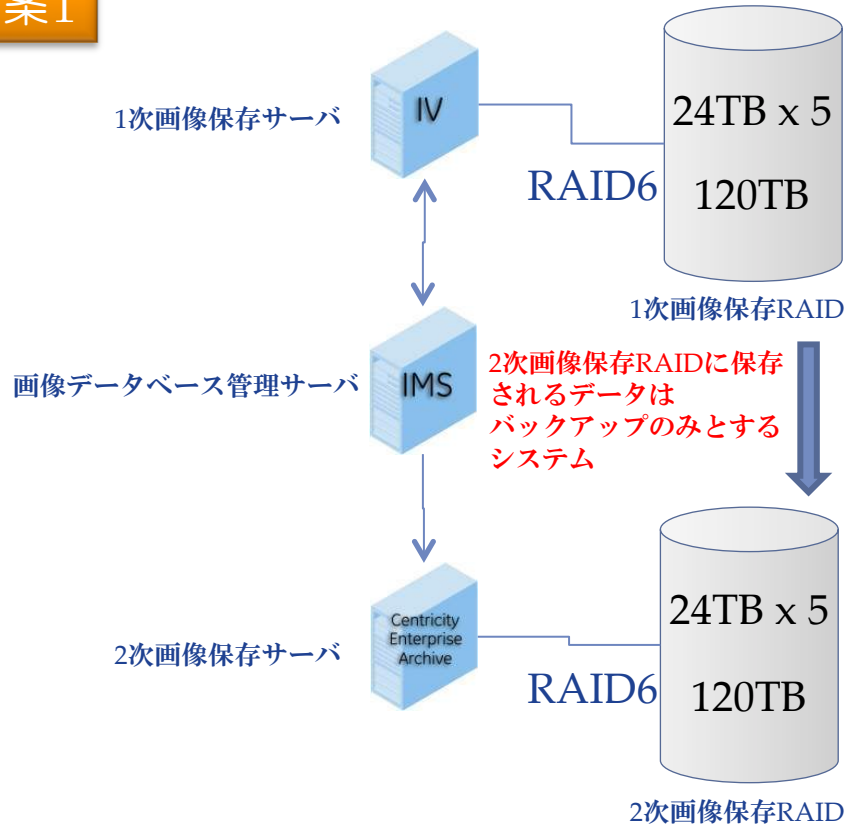 案1
1次画像保存サーバ
IV
24TB x 5
RAID6
120TB
1次画像保存RAID
画像データベース管理サーバ
IMS
2次画像保存RAIDに保存
されるデータは
バックアップのみとする
システム
2次画像保存サーバ
Centricity
Enterprise
Archive
24TB x 5
RAID6
120TB
2次画像保存RAID